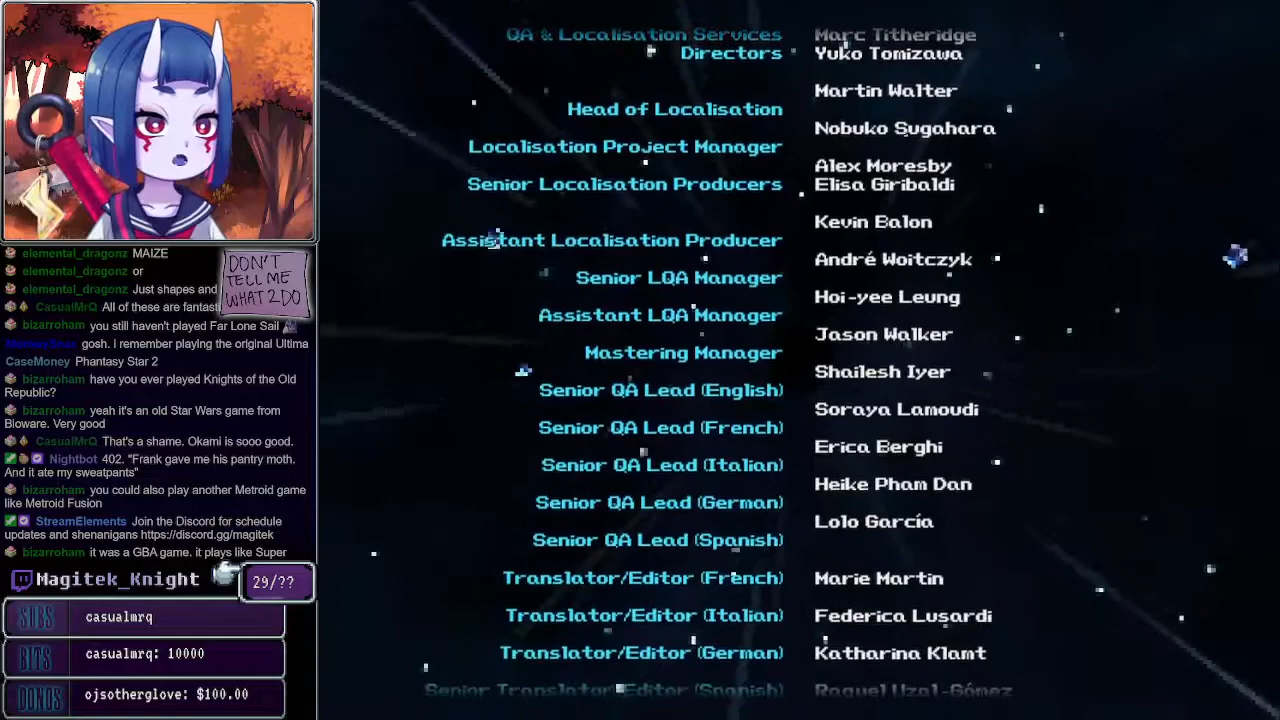 elemental_dragonz MAIZE
elemental_dragonz or
elemental_dragonz Just shapes and
CasualMrQ All of these are fantast
bizarroham you still haven't played Far Lone Sail
gosh. I remember playing the original Ultima
CaseMoney Phantasy Star 2
bizarroham have you ever played Knights of the Old
Republic?
bizarroham yeah it's an old Star Wars game from
Bioware. Very good
CasualMrQ That's a shame. Okami is sooo good.
Nightbot 402. "Frank gave me his pantry moth.
And it ate my sweatpants"
bizarroham you could also play another Metroid game
like Metroid Fusion
StreamElements Join the Discord for schedule
updates and shenanigans https://discord.gg/magitek
bizarroham it was a GBA game. it plays like Super
DON'T
TELL ME
WHAT 2 DO
Magitek_Knight
29/??
SUBS casualmrq
BITS casualmrq: 10000
DONOS ojsotherglove: $100.00
QA & Localisation Services Marc Titheridge
Directors Yuko Tomizawa
Martin Walter
Head of Localisation
Nobuko Sugahara
Localisation Project Manager
Alex Moresby
Senior Localisation Producers Elisa Giribaldi
Kevin Balon
Assistant Localisation Producer
André Woitczyk
Senior LQA Manager
Hoi-yee Leung
Assistant LQA Manager
Jason Walker
Mastering Manager
Shailesh Iyer
Senior QA Lead (English)
Soraya Lamoudi
Senior QA Lead (French)
Erica Berghi
Senior QA Lead (Italian)
Heike Pham Dan
Senior QA Lead (German)
Lolo García
Senior QA Lead (Spanish)
Translator/Editor (French) Marie Martin
Translator/Editor (Italian) Federica Lusardi
Translator/Editor (German) Katharina Klamt
Senior Translator/Editor (Spanish) Raquel Uzal-Gómez